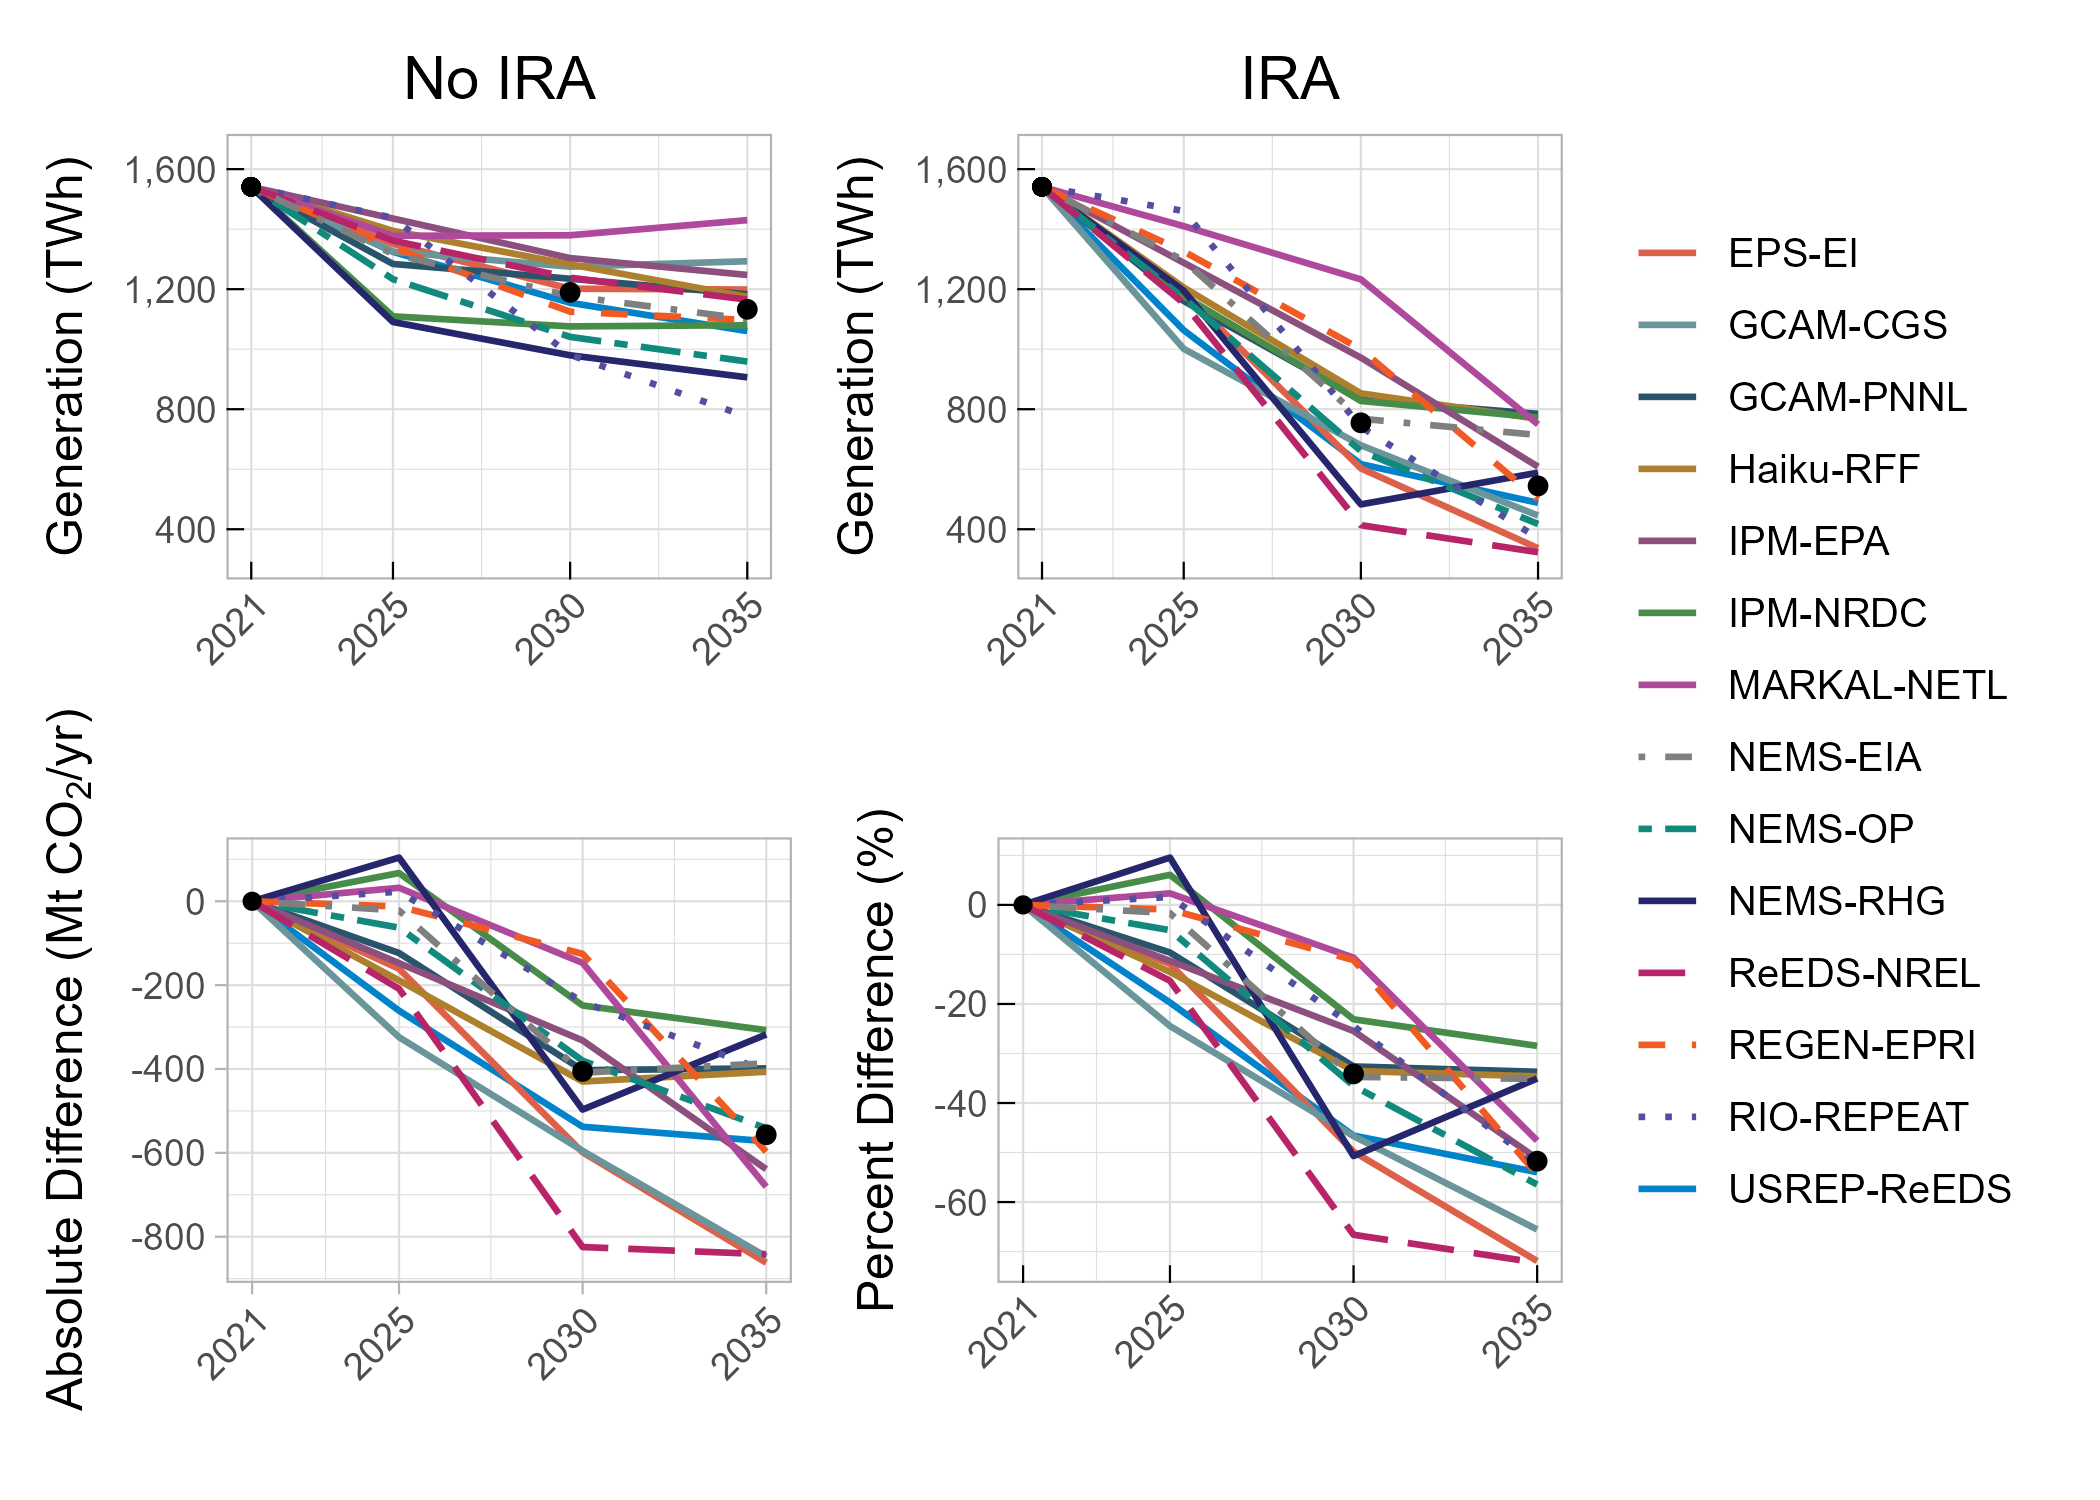 No IRA
IRA
Generation (TWh)
1,600
1,200
800
400
2021
2025
2030
2035
Generation (TWh)
1,600
1,200
800
400
2021
2025
2030
2035
Absolute Difference (Mt CO₂/yr)
0
-200
-400
-600
-800
2021
2025
2030
2035
Percent Difference (%)
0
-20
-40
-60
2021
2025
2030
2035
EPS-EI
GCAM-CGS
GCAM-PNNL
Haiku-RFF
IPM-EPA
IPM-NRDC
MARKAL-NETL
NEMS-EIA
NEMS-OP
NEMS-RHG
ReEDS-NREL
REGEN-EPRI
RIO-REPEAT
USREP-ReEDS